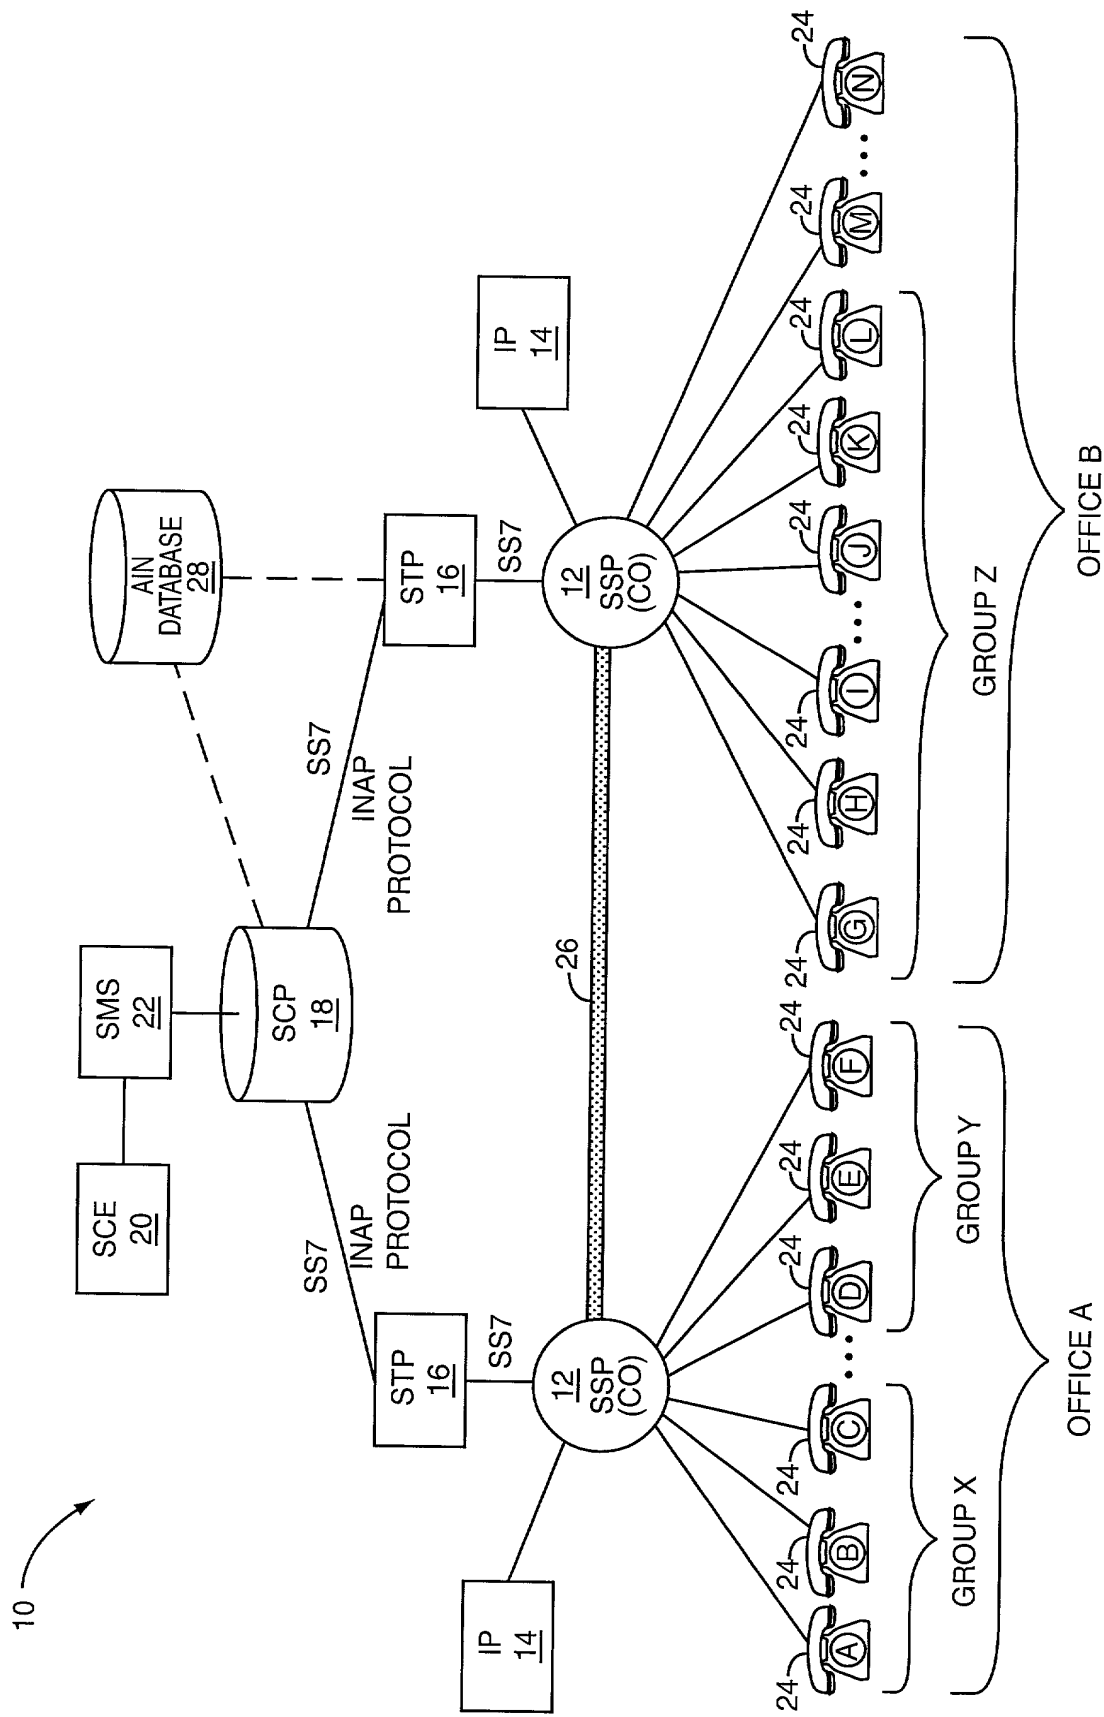 10
SCE
20
SMS
22
SCP
18
AIN
DATABASE
28
SS7
INAP
PROTOCOL
SS7
INAP
PROTOCOL
STP
16
STP
16
SS7
SS7
IP
14
12
SSP
(CO)
26
12
SSP
(CO)
IP
14
24
24
24
24
24
24
24
24
24
24
24
24
24
24
A
B
C
D
E
F
G
H
I
J
K
L
M
N
GROUP X
GROUP Y
GROUP Z
OFFICE A
OFFICE B